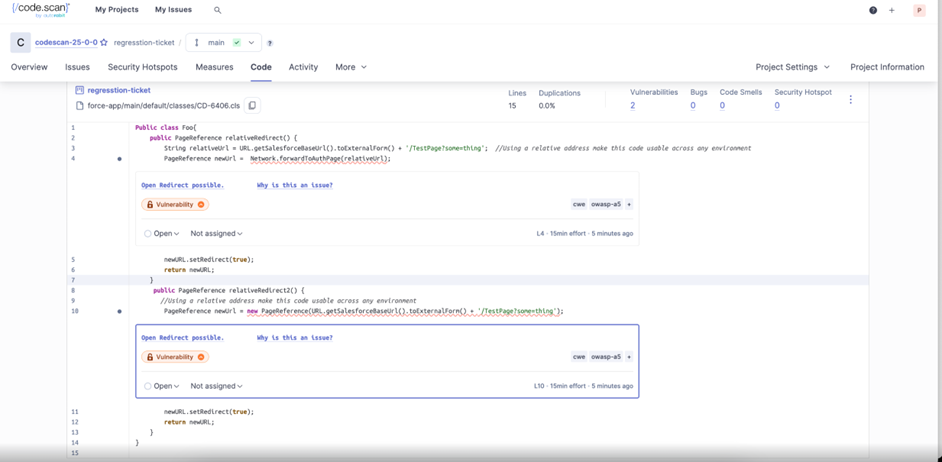 [/code.scan]
by AutoRABIT
My Projects My Issues
? + P
C codescan-25-0-0 regresstion-ticket / main ?
Overview Issues Security Hotspots Measures Code Activity More Project Settings Project Information
regresstion-ticket
force-app/main/default/classes/CD-6406.cls
Lines Duplications Vulnerabilities Bugs Code Smells Security Hotspot
15 0.0% 2 0 0 0
1 Public class Foo{
2 public PageReference relativeRedirect() {
3 String relativeUrl = URL.getSalesforceBaseUrl().toExternalForm() + '/TestPage?some=thing'; //Using a relative address make this code usable across any environment
4 PageReference newUrl = Network.forwardToAuthPage(relativeUrl);
Open Redirect possible. Why is this an issue?
Vulnerability cwe owasp-a5 +
Open Not assigned L4 · 15min effort · 5 minutes ago
5 newURL.setRedirect(true);
6 return newURL;
7 }
8 public PageReference relativeRedirect2() {
9 //Using a relative address make this code usable across any environment
10 PageReference newUrl = new PageReference(URL.getSalesforceBaseUrl().toExternalForm() + '/TestPage?some=thing');
Open Redirect possible. Why is this an issue?
Vulnerability cwe owasp-a5 +
Open Not assigned L10 · 15min effort · 5 minutes ago
11 newURL.setRedirect(true);
12 return newURL;
13 }
14 }
15